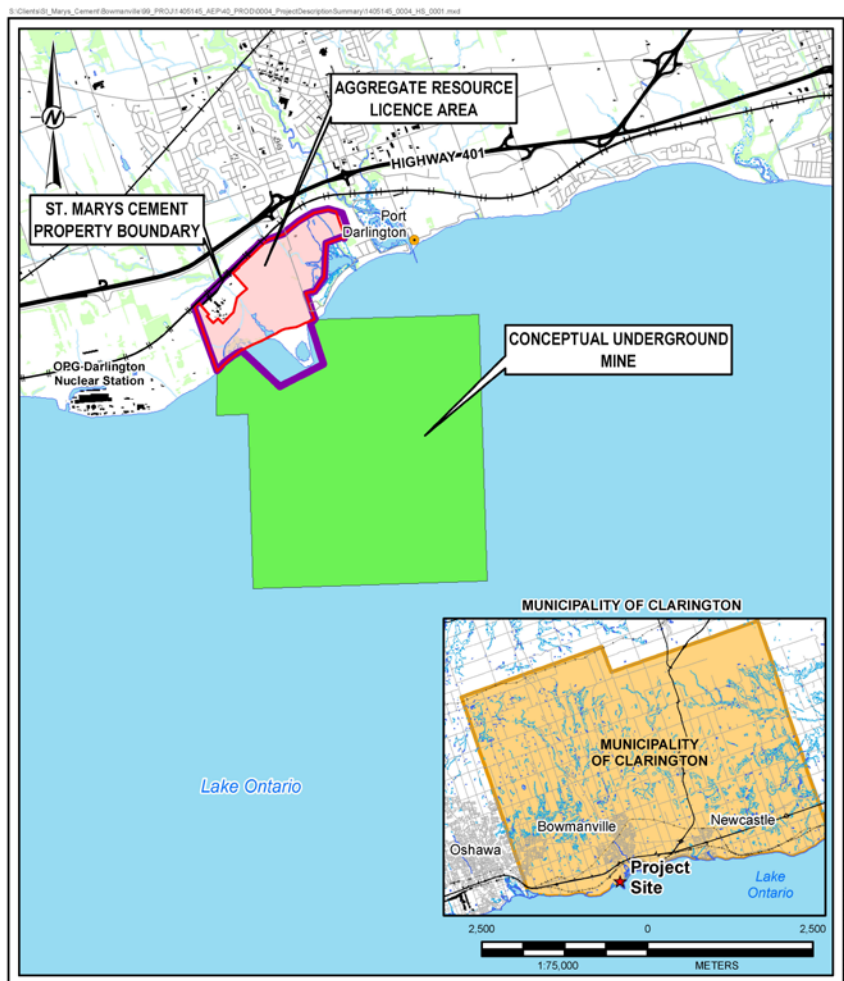 S:\Clients\St_Marys_Cement\Bowmanville\99_PROJ\1405145_AEP\40_PROD\0004_ProjectDescriptionSummary\1405145_0004_HS_0001.mxd
AGGREGATE RESOURCE
LICENCE AREA
N
HIGHWAY 401
ST. MARYS CEMENT
PROPERTY BOUNDARY
Port
Darlington
CONCEPTUAL UNDERGROUND
MINE
OPG-Darlington
Nuclear Station
MUNICIPALITY OF CLARINGTON
MUNICIPALITY
OF CLARINGTON
Lake Ontario
Bowmanville
Newcastle
Oshawa
Project
Site
Lake
Ontario
2,500
0
2,500
1:75,000
METERS